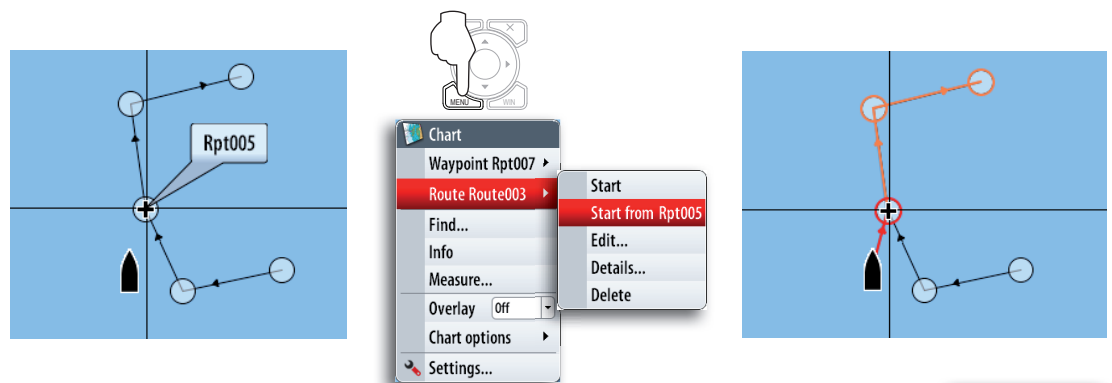 Rpt005
MENU
WIN
Chart
Waypoint Rpt007
Route Route003
Find...
Info
Measure...
Overlay Off
Chart options
Settings...
Start
Start from Rpt005
Edit...
Details...
Delete